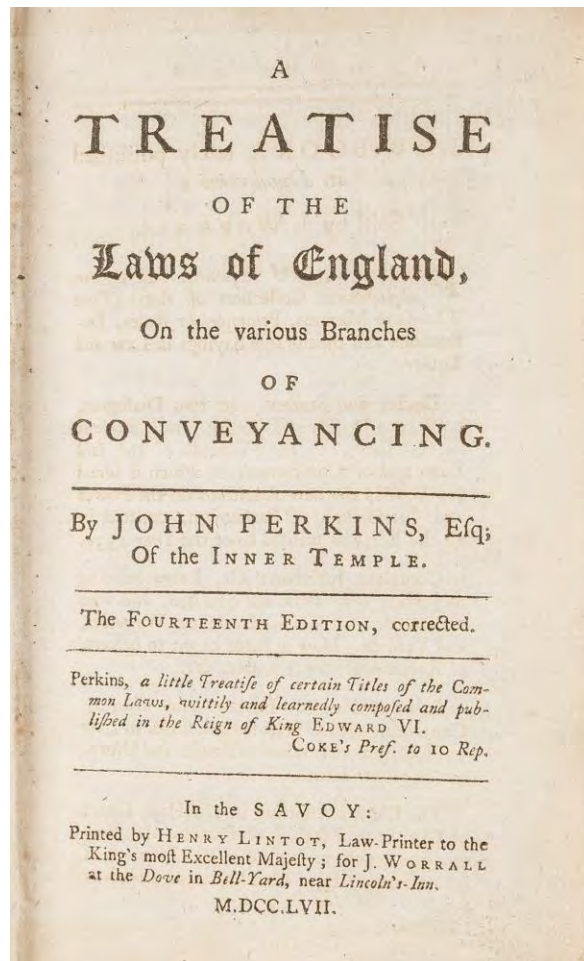 A
TREATISE
OF THE
Laws of England,
On the various Branches
OF
CONVEYANCING.
By JOHN PERKINS, Eſq;
Of the INNER TEMPLE.
The FOURTEENTH EDITION, corrected.
Perkins, a little Treatiſe of certain Titles of the Com-
mon Laws, wittily and learnedly compoſed and pub-
liſhed in the Reign of King EDWARD VI.
COKE's Pref. to 10 Rep.
In the SAVOY:
Printed by HENRY LINTOT, Law-Printer to the
King's moſt Excellent Majeſty; for J. WORRALL
at the Dove in Bell-Yard, near Lincoln's-Inn.
M.DCC.LVII.